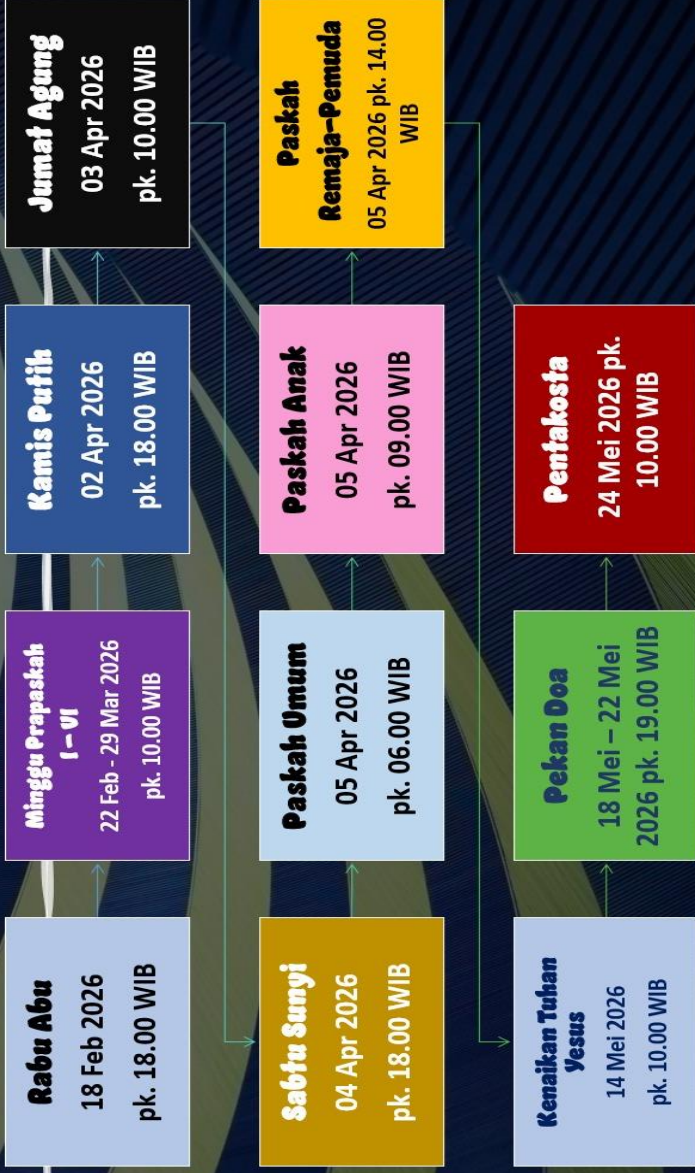 Rabu Abu
18 Feb 2026
pk. 18.00 WIB
Minggu Prapaskah
I – VI
22 Feb - 29 Mar 2026
pk. 10.00 WIB
Kamis Putih
02 Apr 2026
pk. 18.00 WIB
Jumat Agung
03 Apr 2026
pk. 10.00 WIB
Sabtu Sunyi
04 Apr 2026
pk. 18.00 WIB
Paskah Umum
05 Apr 2026
pk. 06.00 WIB
Paskah Anak
05 Apr 2026
pk. 09.00 WIB
Paskah
Remaja-Pemuda
05 Apr 2026 pk. 14.00
WIB
Kenaikan Tuhan
Yesus
14 Mei 2026
pk. 10.00 WIB
Pekan Doa
18 Mei – 22 Mei
2026 pk. 19.00 WIB
Pentakosta
24 Mei 2026 pk.
10.00 WIB